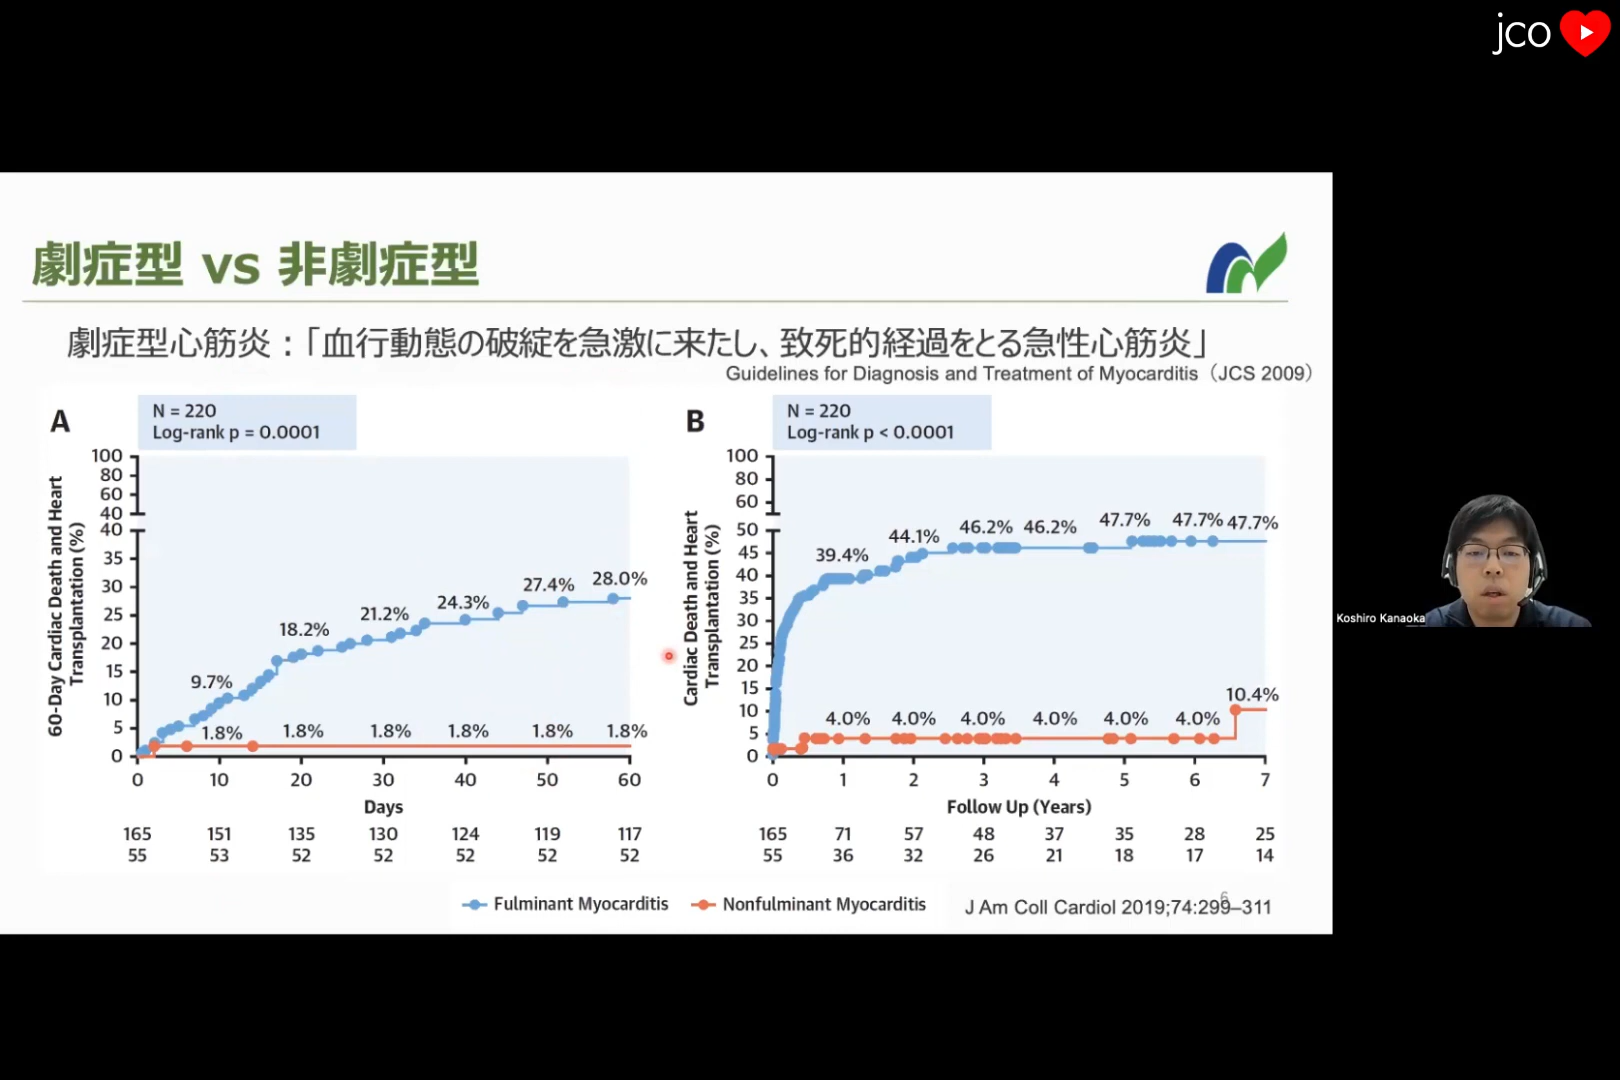 jco
劇症型 vs 非劇症型
劇症型心筋炎：「血行動態の破綻を急激に来たし、致死的経過をとる急性心筋炎」
Guidelines for Diagnosis and Treatment of Myocarditis（JCS 2009）
A
N = 220
Log-rank p = 0.0001
60-Day Cardiac Death and Heart
Transplantation (%)
100
80
60
40
40
35
30
25
20
15
10
5
0
9.7%
18.2%
21.2%
24.3%
27.4%
28.0%
1.8%
1.8%
1.8%
1.8%
1.8%
1.8%
0 10 20 30 40 50 60
Days
165 151 135 130 124 119 117
55 53 52 52 52 52 52
B
N = 220
Log-rank p < 0.0001
Cardiac Death and Heart
Transplantation (%)
100
80
60
50
45
40
35
30
25
20
15
10
5
0
39.4%
44.1%
46.2%
46.2%
47.7%
47.7%
47.7%
4.0%
4.0%
4.0%
4.0%
4.0%
4.0%
10.4%
0 1 2 3 4 5 6 7
Follow Up (Years)
165 71 57 48 37 35 28 25
55 36 32 26 21 18 17 14
Fulminant Myocarditis
Nonfulminant Myocarditis
6
J Am Coll Cardiol 2019;74:299–311
Koshiro Kanaoka